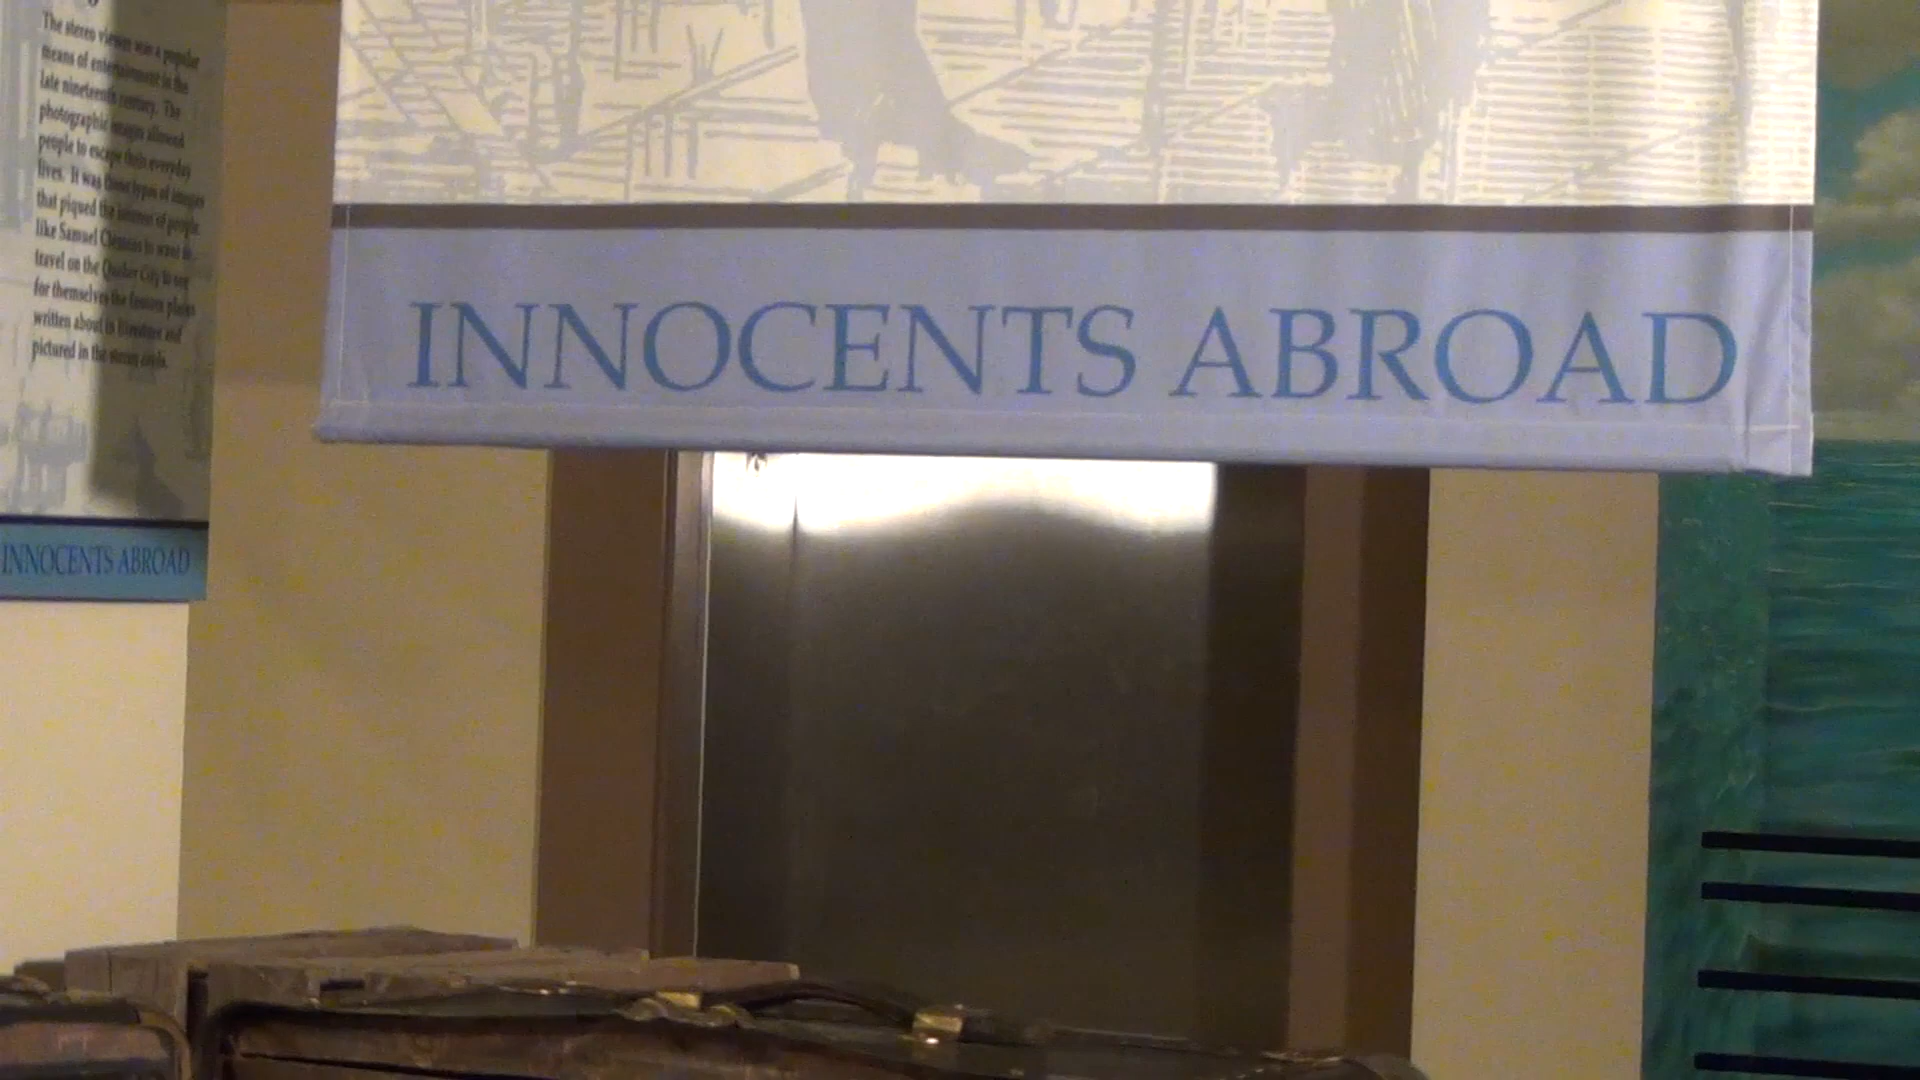 The stereo viewer was a popular
means of entertainment in the
late nineteenth century. The
photographic images allowed
people to escape their everyday
lives. It was these types of images
that piqued the interest of people
like Samuel Clemens to want to
travel on the Quaker City to see
for themselves the famous places
written about in literature and
pictured in the stereo cards.
INNOCENTS ABROAD
INNOCENTS ABROAD